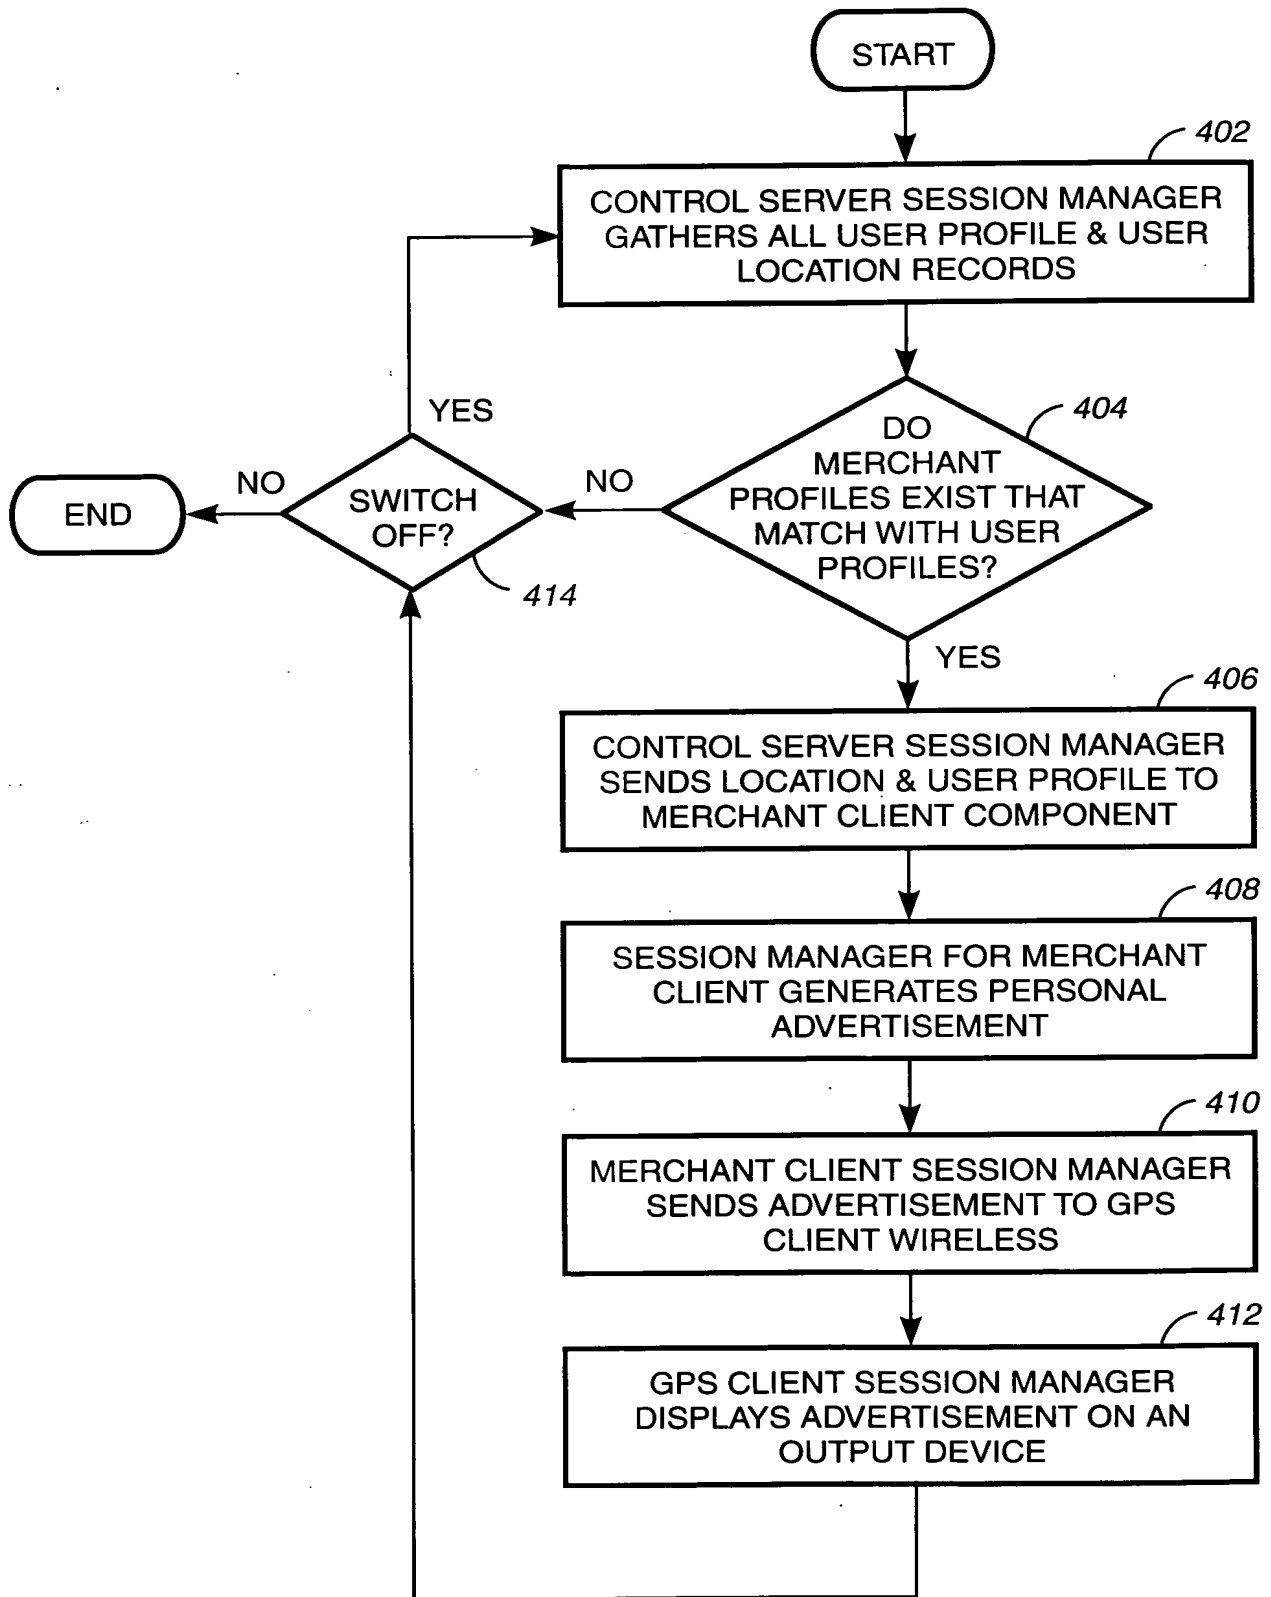 START
402
CONTROL SERVER SESSION MANAGER
GATHERS ALL USER PROFILE & USER
LOCATION RECORDS
YES
404
DO
MERCHANT
PROFILES EXIST THAT
MATCH WITH USER
PROFILES?
NO
SWITCH
OFF?
NO
END
414
YES
406
CONTROL SERVER SESSION MANAGER
SENDS LOCATION & USER PROFILE TO
MERCHANT CLIENT COMPONENT
408
SESSION MANAGER FOR MERCHANT
CLIENT GENERATES PERSONAL
ADVERTISEMENT
410
MERCHANT CLIENT SESSION MANAGER
SENDS ADVERTISEMENT TO GPS
CLIENT WIRELESS
412
GPS CLIENT SESSION MANAGER
DISPLAYS ADVERTISEMENT ON AN
OUTPUT DEVICE